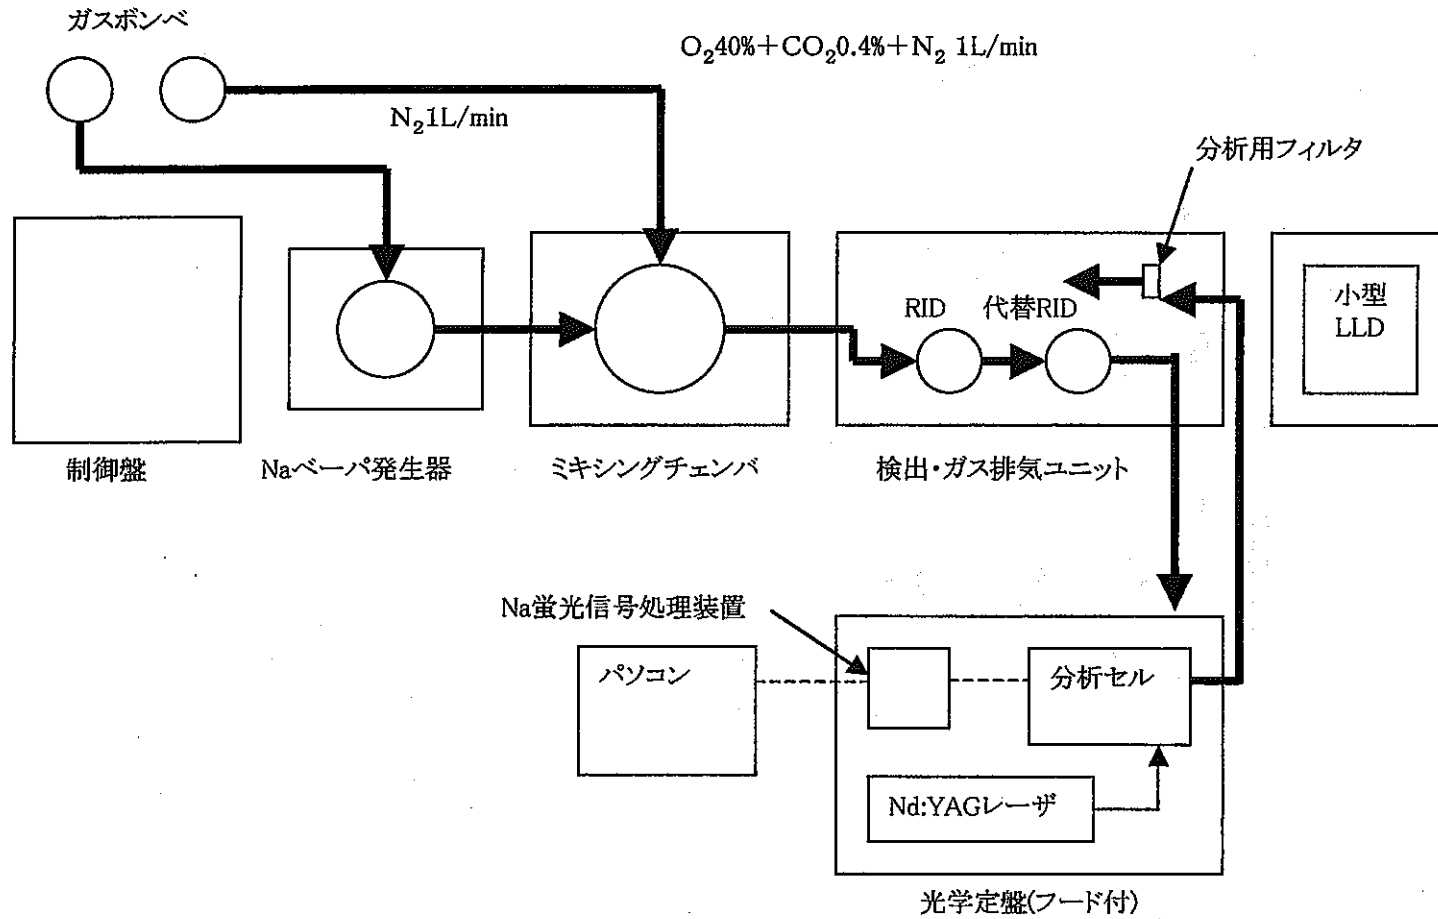 ガスボンベ
O₂40%+CO₂0.4%+N₂ 1L/min
N₂1L/min
分析用フィルタ
RID
代替RID
小型
LLD
制御盤
Naベーパ発生器
ミキシングチェンバ
検出・ガス排気ユニット
Na蛍光信号処理装置
パソコン
分析セル
Nd:YAGレーザ
光学定盤(フード付)